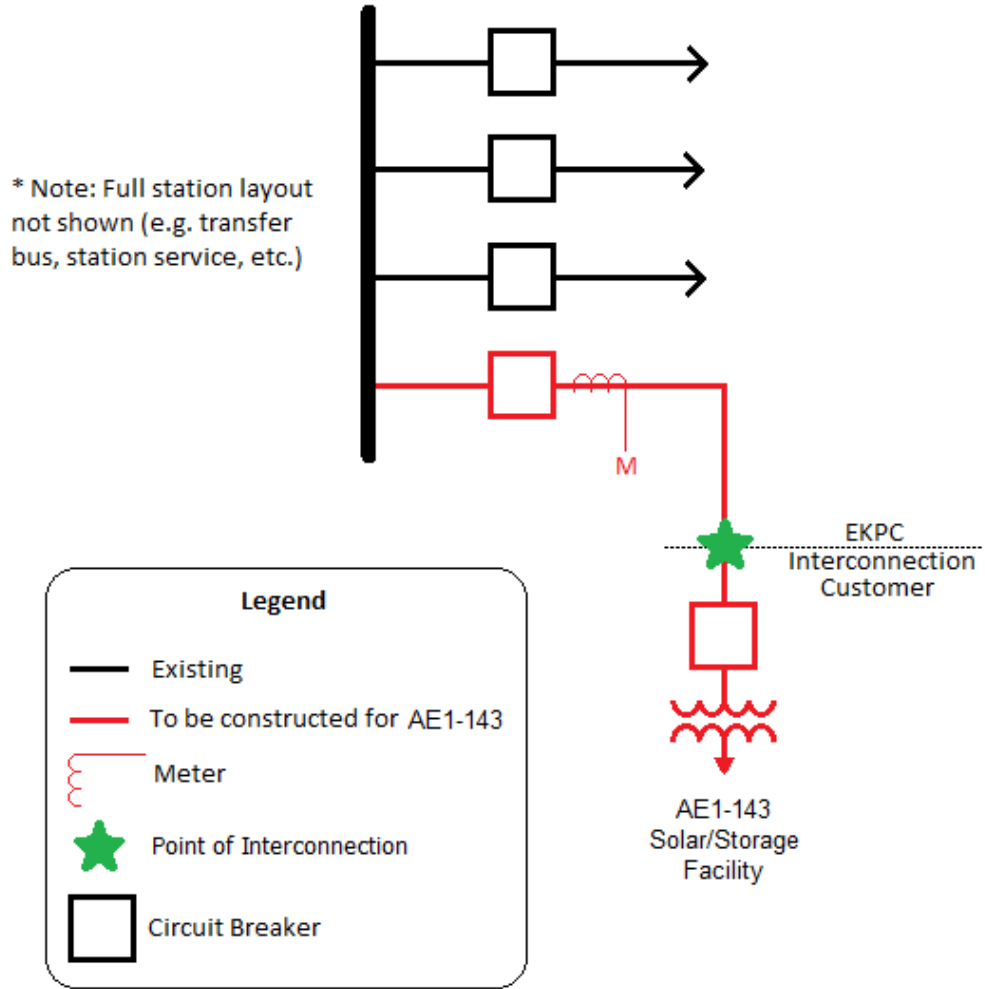 * Note: Full station layout
not shown (e.g. transfer
bus, station service, etc.)
M
EKPC
Interconnection
Customer
AE1-143
Solar/Storage
Facility
Legend
Existing
To be constructed for AE1-143
Meter
Point of Interconnection
Circuit Breaker